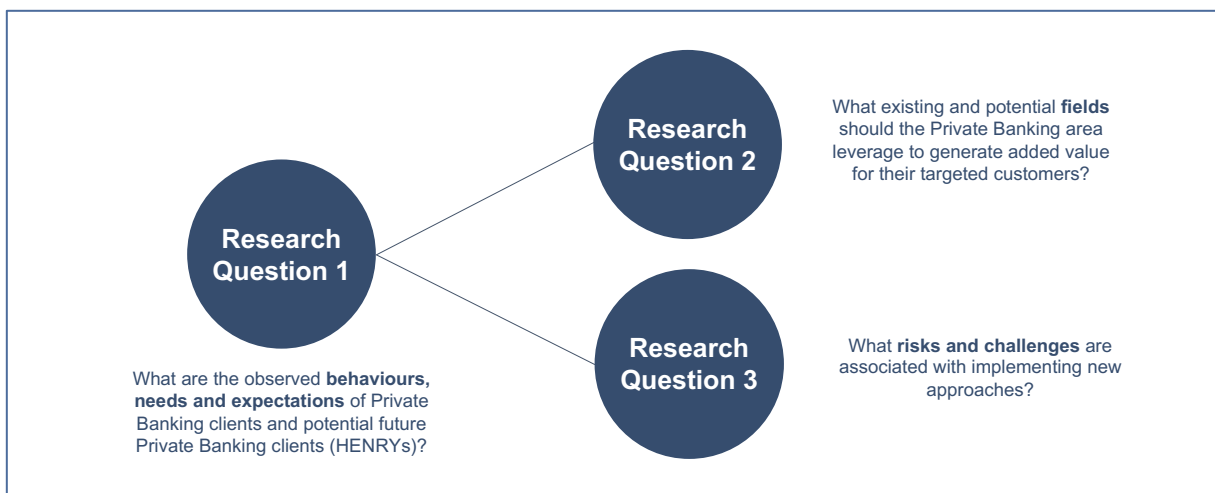 Research
Question 1
What are the observed behaviours,
needs and expectations of Private
Banking clients and potential future
Private Banking clients (HENRYs)?
Research
Question 2
What existing and potential fields
should the Private Banking area
leverage to generate added value
for their targeted customers?
Research
Question 3
What risks and challenges are
associated with implementing new
approaches?